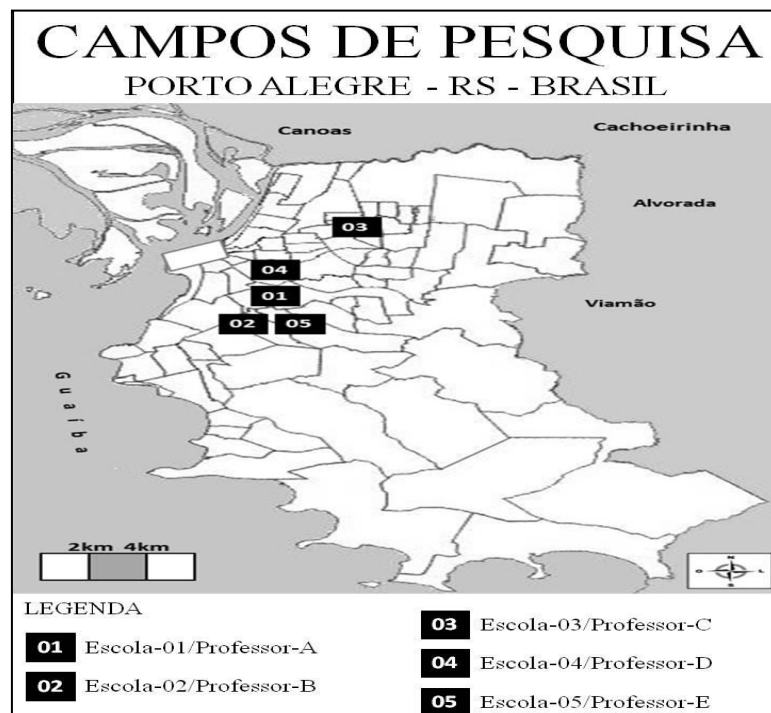 CAMPOS DE PESQUISA
PORTO ALEGRE - RS - BRASIL
Canoas
Cachoeirinha
Alvorada
03
04
01
Viamão
02
05
Guaíba
2km 4km
N
O L
S
LEGENDA
01 Escola-01/Professor-A
02 Escola-02/Professor-B
03 Escola-03/Professor-C
04 Escola-04/Professor-D
05 Escola-05/Professor-E